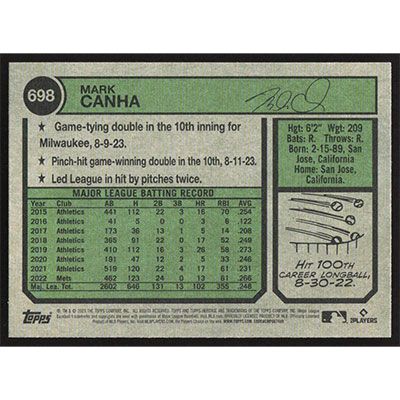 698
MARK
CANHA
★ Game-tying double in the 10th inning for
Milwaukee, 8-9-23.
★ Pinch-hit game-winning double in the 10th, 8-11-23.
★ Led League in hit by pitches twice.
Hgt: 6'2" Wgt: 209
Bats: R. Throws: R.
Born: 2-15-89, San
Jose, California
Home: San Jose,
California.
MAJOR LEAGUE BATTING RECORD
Year Club AB H 2B 3B HR RBI AVG
2015 Athletics 441 112 22 3 16 70 .254
2016 Athletics 41 5 0 0 3 6 .122
2017 Athletics 173 36 13 1 5 14 .208
2018 Athletics 365 91 22 0 17 52 .249
2019 Athletics 410 112 16 3 26 58 .273
2020 Athletics 191 47 12 2 5 33 .246
2021 Athletics 519 120 22 4 17 61 .231
2022 Mets 462 123 24 0 13 61 .266
Maj. Lea. Tot. 2602 646 131 13 102 355 .248
HIT 100TH
CAREER LONGBALL,
8-30-22.
TOPPS
PLAYERS